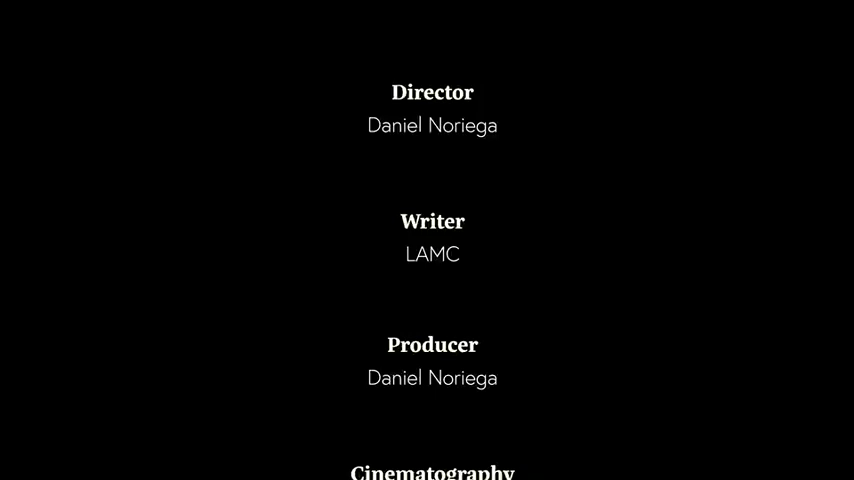 Director
Daniel Noriega
Writer
LAMC
Producer
Daniel Noriega
Cinematography